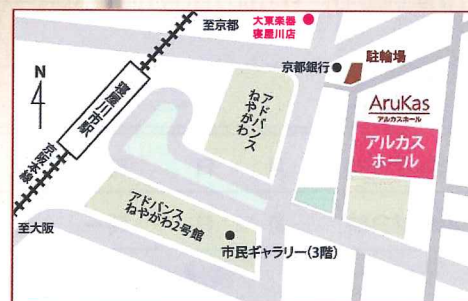 至京都
大東楽器
寝屋川店
京都銀行
駐輪場
N
AruKas
アルカスホール
アルカス
ホール
寝屋川市駅
京阪本線
アドバンス
ねやがわ
アドバンス
ねやがわ2号館
至大阪
市民ギャラリー(3階)